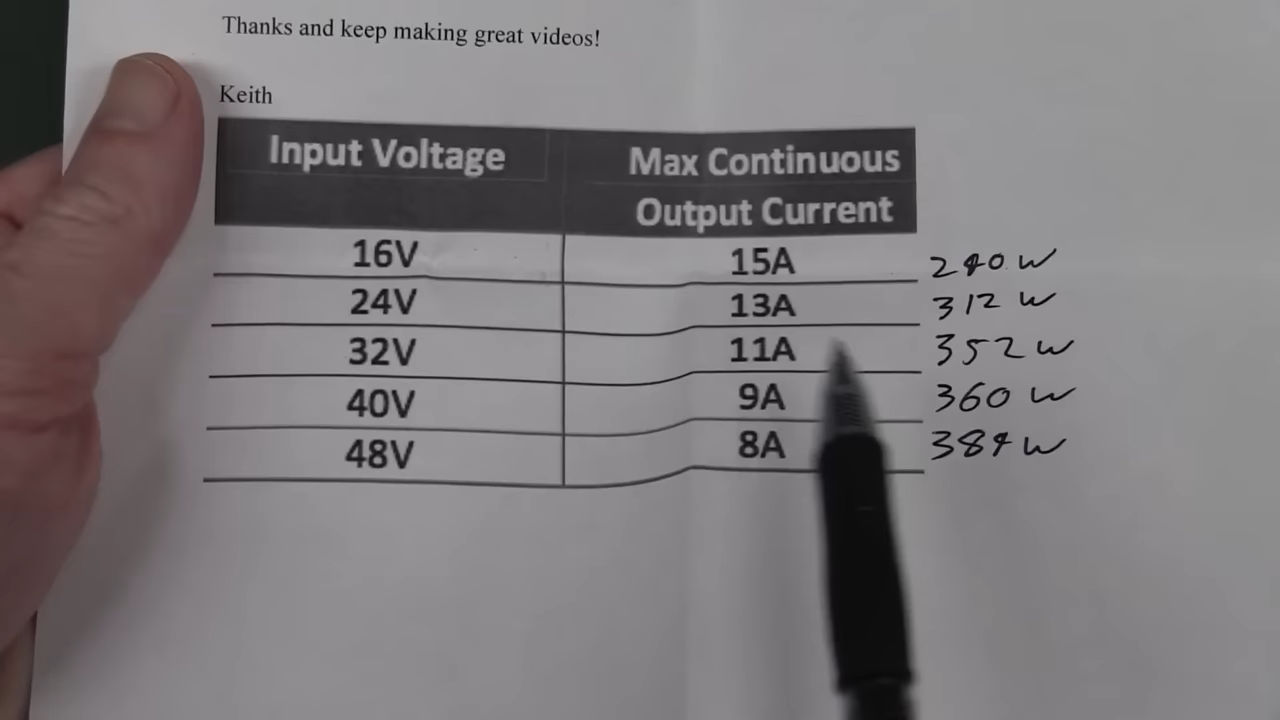 Thanks and keep making great videos!
Keith
Input Voltage Max Continuous
Output Current
16V 15A 240 W
24V 13A 312 W
32V 11A 352 W
40V 9A 360 W
48V 8A 384 W